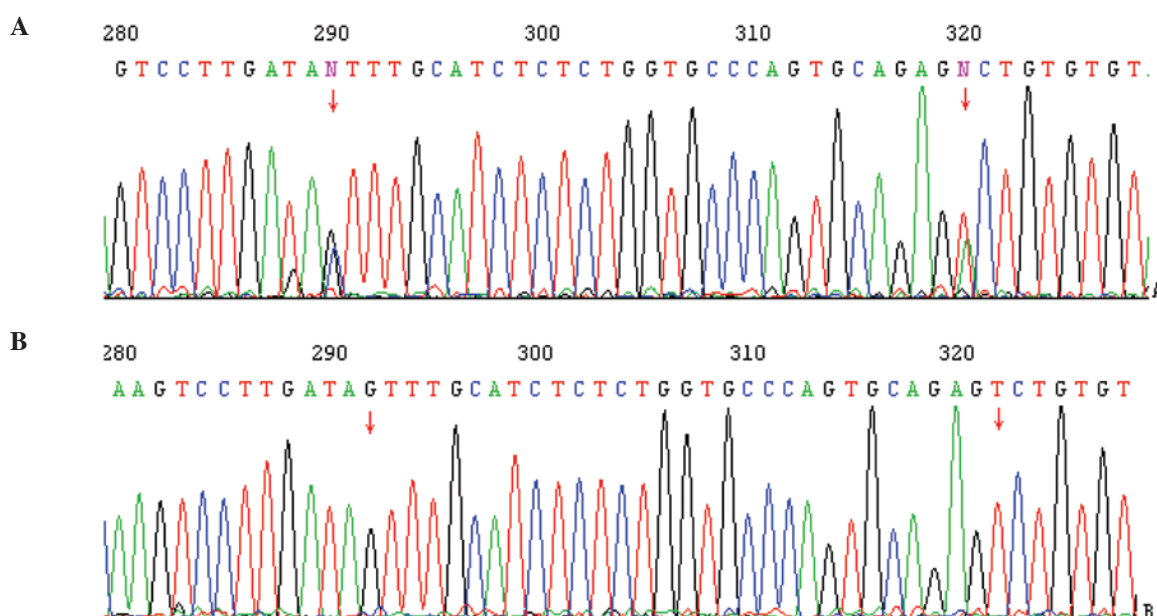 A
280 290 300 310 320
GTCCTTGATANTTTGCATCTCTCTGGTGCCCAGTGCAGAGNCTGTGTGT.
A
B
280 290 300 310 320
AAGTCCTTGATAGTTTGCATCTCTCTGGTGCCCAGTGCAGAGTCTGTGT
B